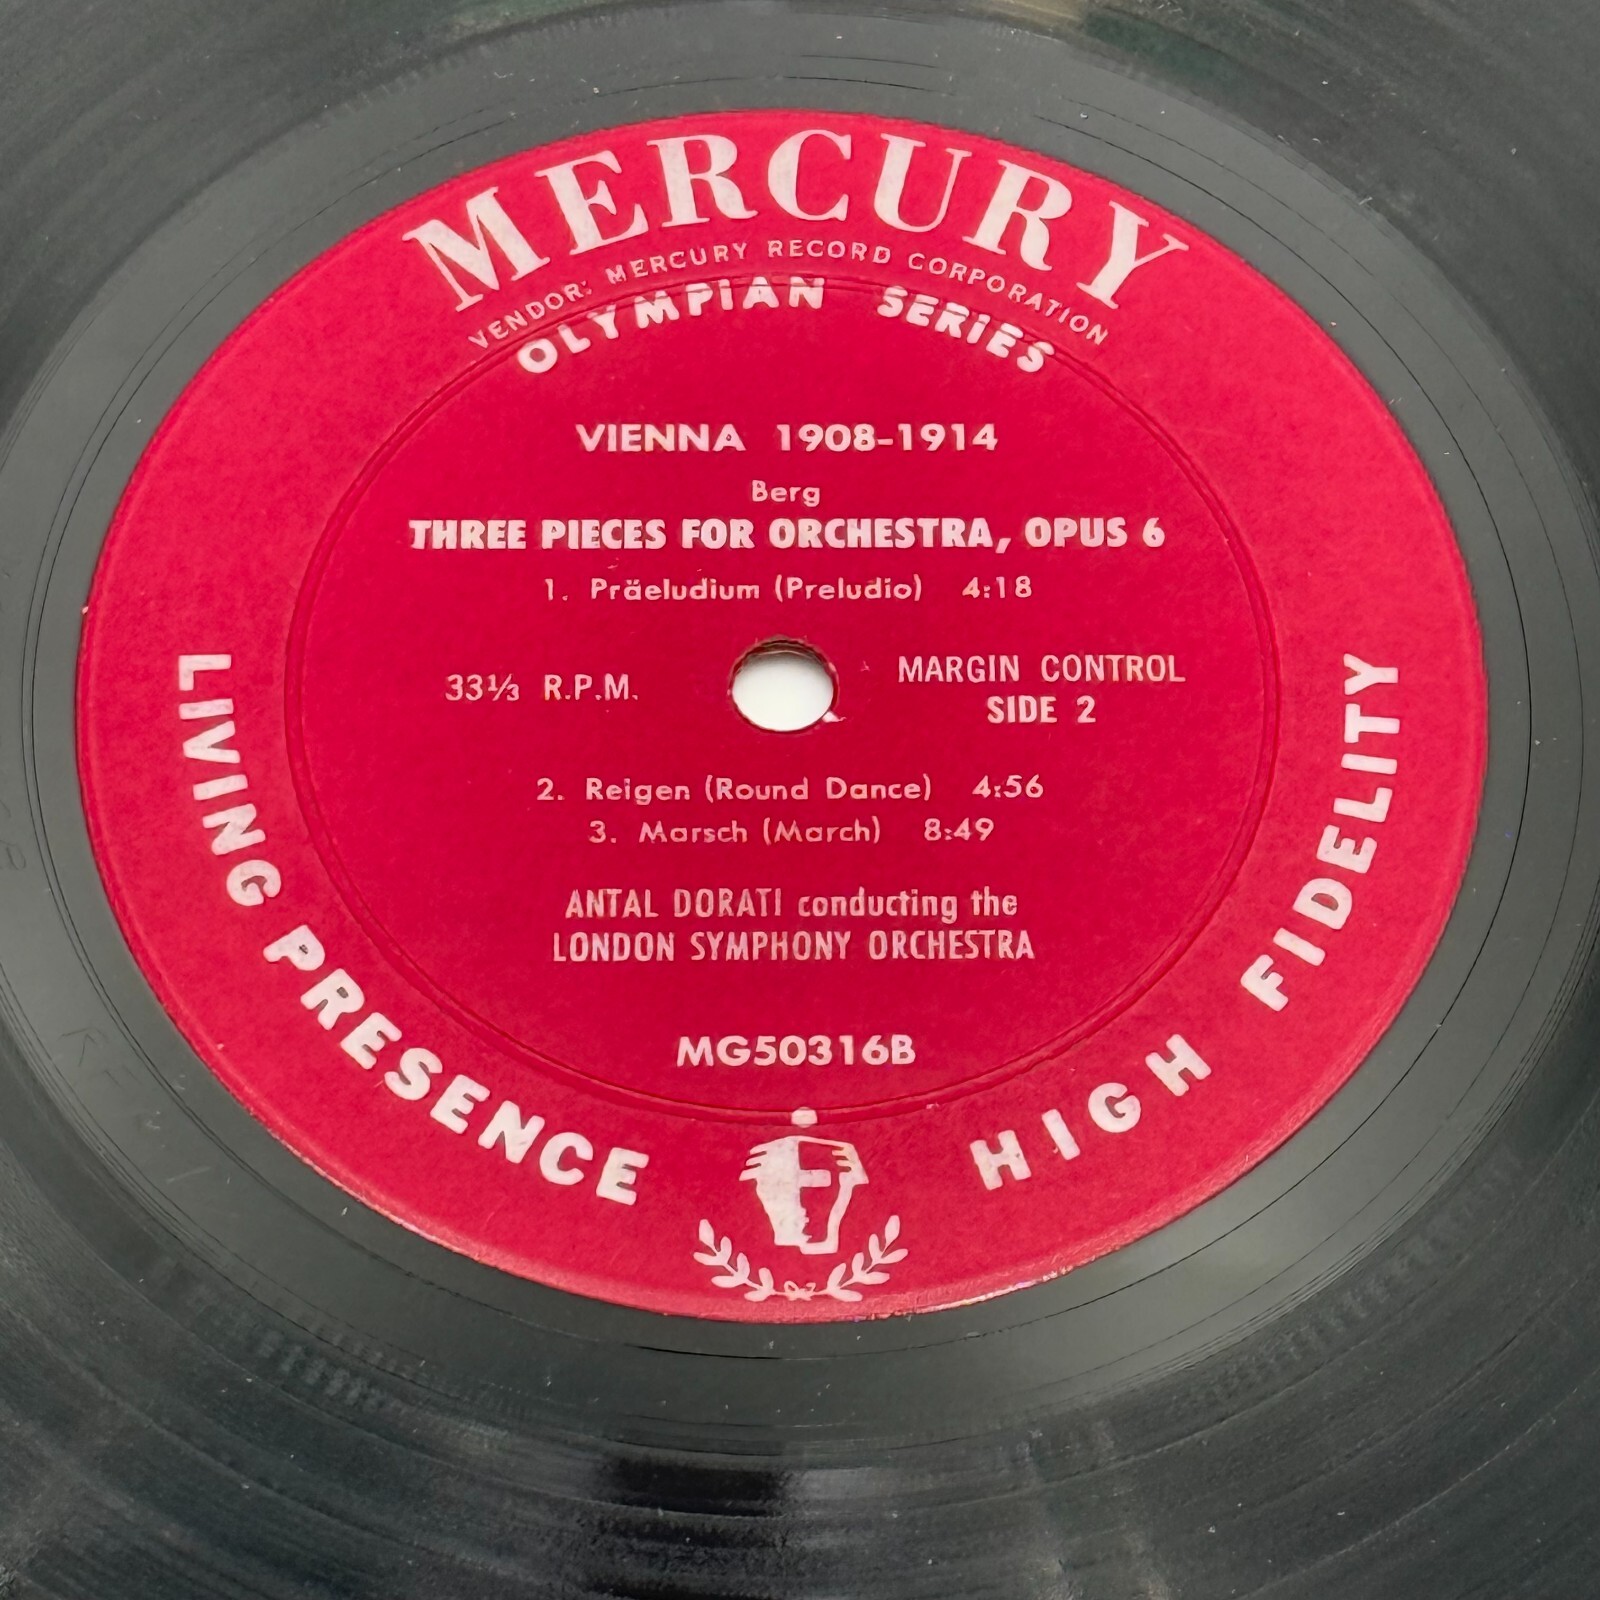 MERCURY
VENDOR: MERCURY RECORD CORPORATION
OLYMPIAN SERIES
VIENNA 1908-1914
Berg
THREE PIECES FOR ORCHESTRA, OPUS 6
1. Präeludium (Preludio) 4:18
33⅓ R.P.M.
MARGIN CONTROL
SIDE 2
2. Reigen (Round Dance) 4:56
3. Marsch (March) 8:49
ANTAL DORATI conducting the
LONDON SYMPHONY ORCHESTRA
MG50316B
LIVING PRESENCE
HIGH FIDELITY